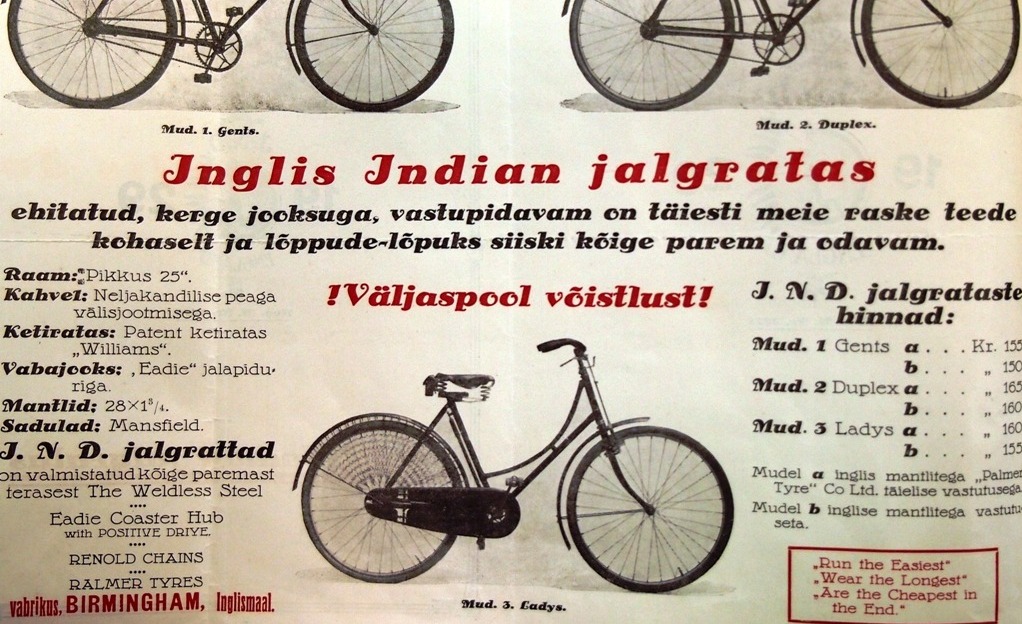 Mud. 1. Gents.
Mud. 2. Duplex.
Inglis Indian jalgratas
ehitatud, kerge jooksuga, vastupidavam on täiesti meie raske teede
kohaselt ja lõppude-lõpuks siiski kõige parem ja odavam.
Raam: Pikkus 25“.
Kahvel: Neljakandilise peaga
välisjootmisega.
Ketiratas: Patent ketiratas
„Williams“.
Vabajooks: „Eadie“ jalapidu-
riga.
Mantlid: 28×1³/₄.
Sadulad: Mansfield.
J. N. D. jalgrattad
on valmistatud kõige paremast
terasest The Weldless Steel
Eadie Coaster Hub
with POSITIVE DRIVE.
RENOLD CHAINS
RALMER TYRES
vabrikus, BIRMINGHAM, Inglismaal.
!Väljaspool võistlust!
Mud. 3. Ladys.
J. N. D. jalgrataste
hinnad:
Mud. 1 Gents a . . . Kr. 155
b . . . „ 150
Mud. 2 Duplex a . . . „ 165
b . . . „ 160
Mud. 3 Ladys a . . . „ 160
b . . . „ 155
Mudel a inglis mantlitega „Palmer
Tyre“ Co Ltd. täielise vastutusega
Mudel b inglise mantlitega vastutu
seta.
„Run the Easiest“
„Wear the Longest“
„Are the Cheapest in
the End.“